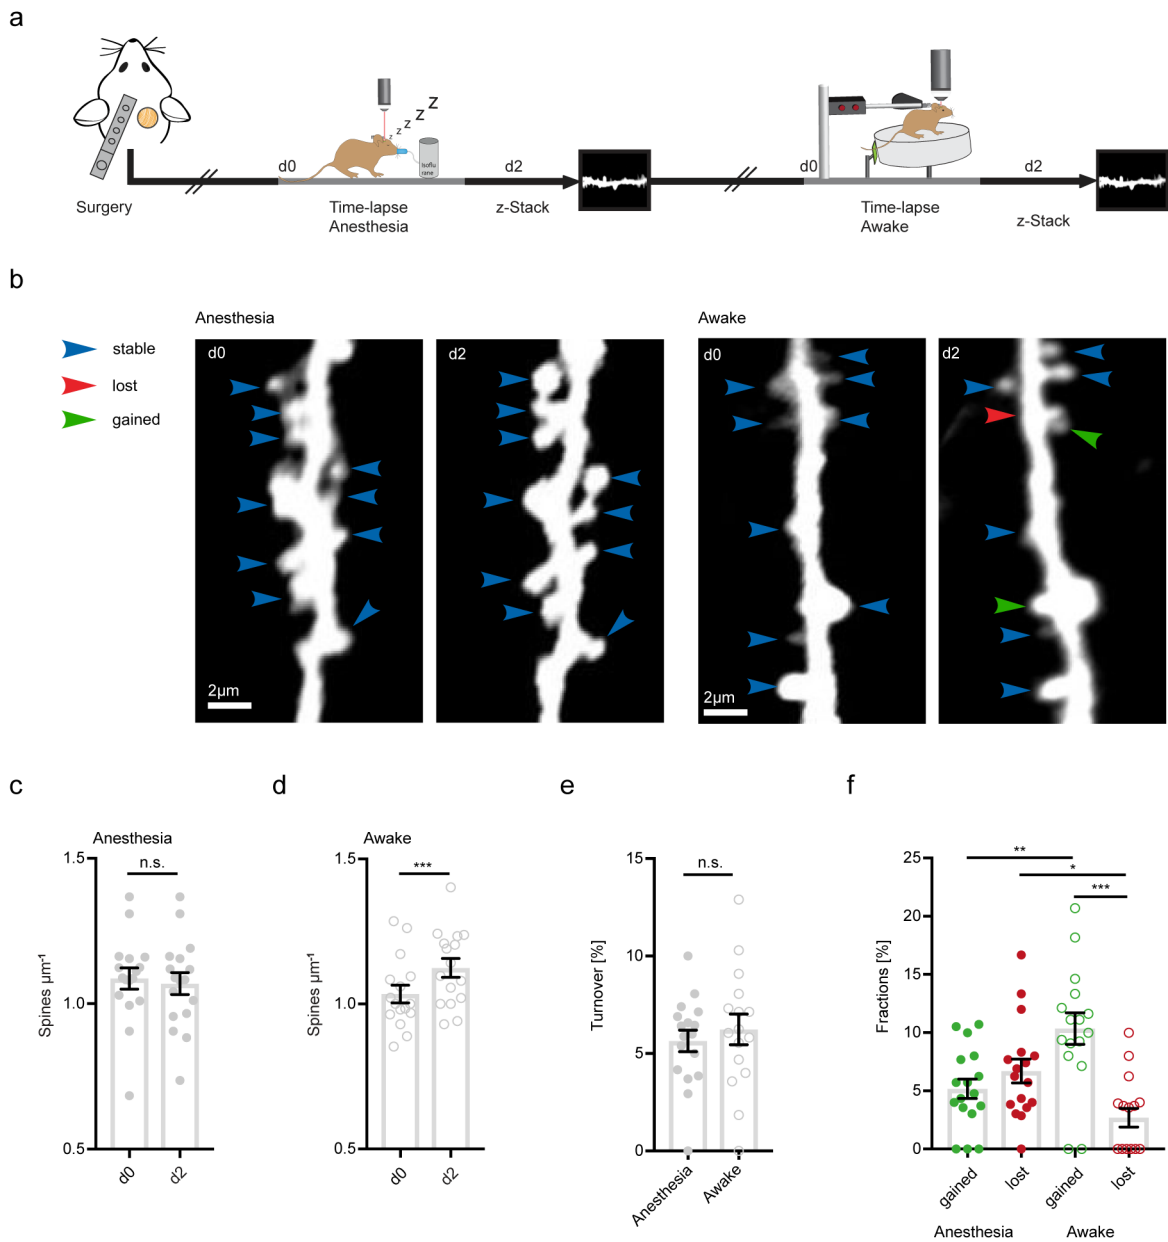 a
z z z z z
Isoflu
rane
d0
d2
d0
d2
Surgery
Time-lapse
Anesthesia
z-Stack
Time-lapse
Awake
z-Stack
b
stable
lost
gained
Anesthesia
Awake
d0
d2
d0
d2
2µm
2µm
c
d
e
f
Anesthesia
n.s.
1.5
1.0
0.5
Spines µm⁻¹
d0
d2
Awake
***
1.5
1.0
0.5
Spines µm⁻¹
d0
d2
n.s.
15
10
5
0
Turnover [%]
Anesthesia
Awake
**
*
***
25
20
15
10
5
0
Fractions [%]
gained
lost
gained
lost
Anesthesia
Awake